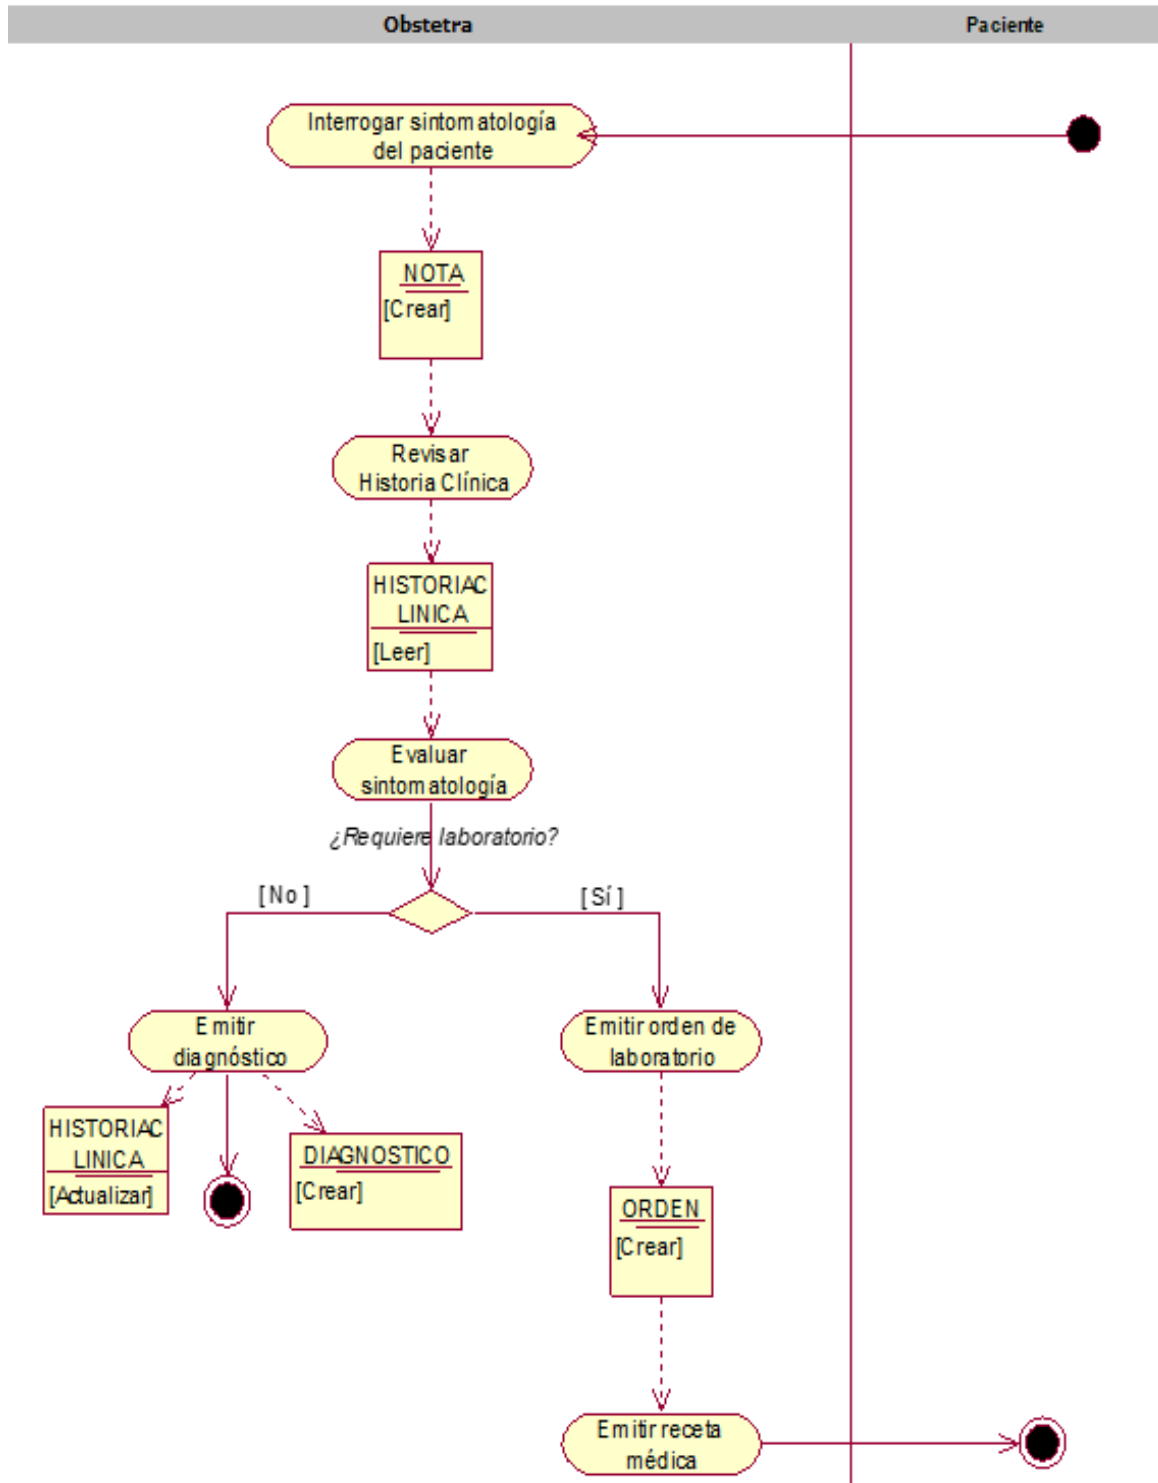 Obstetra
Paciente
Interrogar sintomatología
del paciente
NOTA
[Crear]
Revisar
Historia Clínica
HISTORIAC
LINICA
[Leer]
Evaluar
sintomatología
¿Requiere laboratorio?
[ No ]
[ Sí ]
Emitir
diagnóstico
Emitir orden de
laboratorio
HISTORIAC
LINICA
[Actualizar]
DIAGNOSTICO
[Crear]
ORDEN
[Crear]
Emitir receta
médica